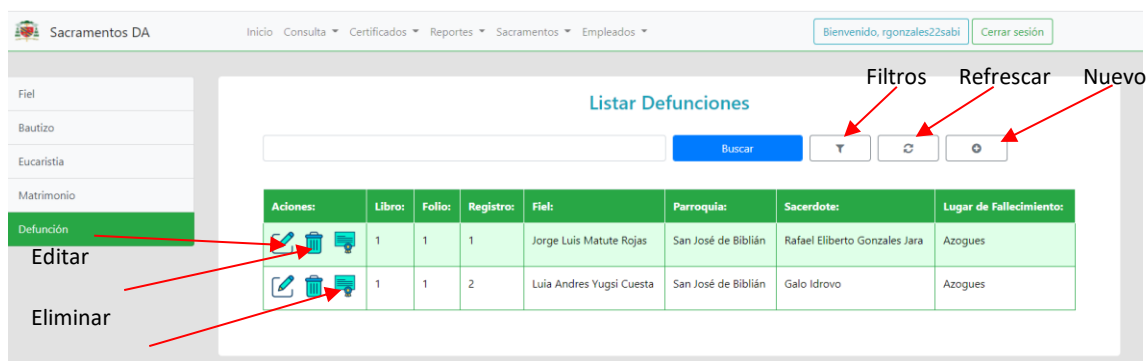 Sacramentos DA
Inicio Consulta Certificados Reportes Sacramentos Empleados
Bienvenido, rgonzales22sabi
Cerrar sesión
Filtros Refrescar Nuevo
Fiel
Bautizo
Eucaristia
Matrimonio
Defunción
Editar
Eliminar
Listar Defunciones
Buscar
Aciones: Libro: Folio: Registro: Fiel: Parroquia: Sacerdote: Lugar de Fallecimiento:
1 1 1 Jorge Luis Matute Rojas San José de Biblián Rafael Eliberto Gonzales Jara Azogues
1 1 2 Luia Andres Yugsi Cuesta San José de Biblián Galo Idrovo Azogues